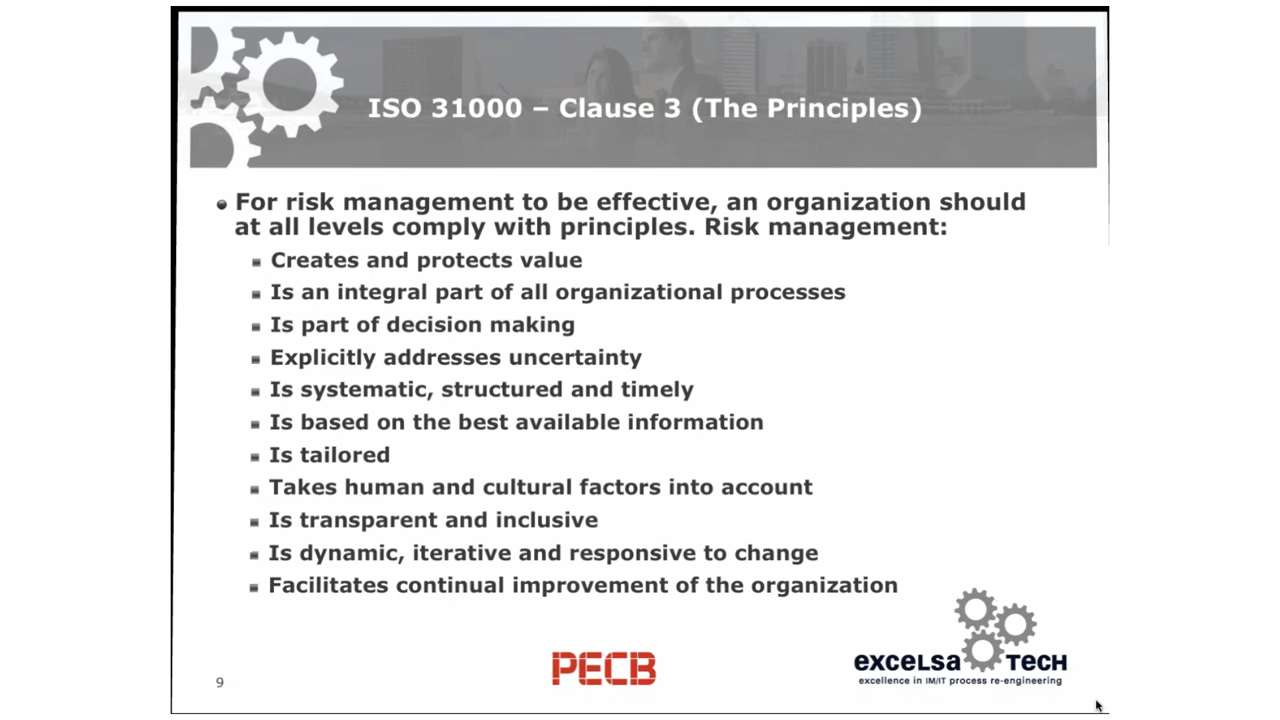 ISO 31000 – Clause 3 (The Principles)
For risk management to be effective, an organization should
at all levels comply with principles. Risk management:
Creates and protects value
Is an integral part of all organizational processes
Is part of decision making
Explicitly addresses uncertainty
Is systematic, structured and timely
Is based on the best available information
Is tailored
Takes human and cultural factors into account
Is transparent and inclusive
Is dynamic, iterative and responsive to change
Facilitates continual improvement of the organization
9
PECB
excelsa TECH
excellence in IM/IT process re-engineering